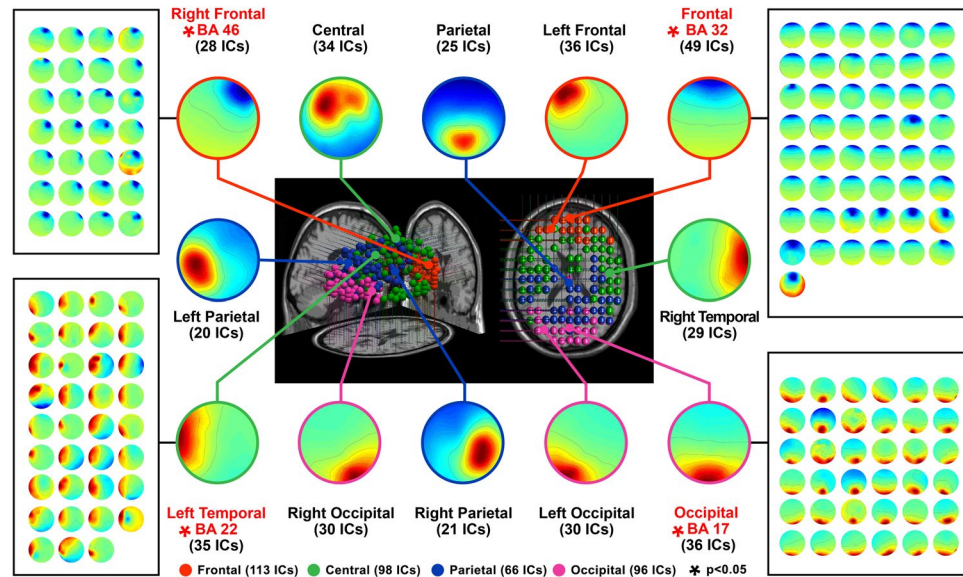 Right Frontal
* BA 46
(28 ICs)
Central
(34 ICs)
Parietal
(25 ICs)
Left Frontal
(36 ICs)
Frontal
* BA 32
(49 ICs)
Left Parietal
(20 ICs)
Right Temporal
(29 ICs)
Left Temporal
* BA 22
(35 ICs)
Right Occipital
(30 ICs)
Right Parietal
(21 ICs)
Left Occipital
(30 ICs)
Occipital
* BA 17
(36 ICs)
Frontal (113 ICs) Central (98 ICs) Parietal (66 ICs) Occipital (96 ICs) * p<0.05